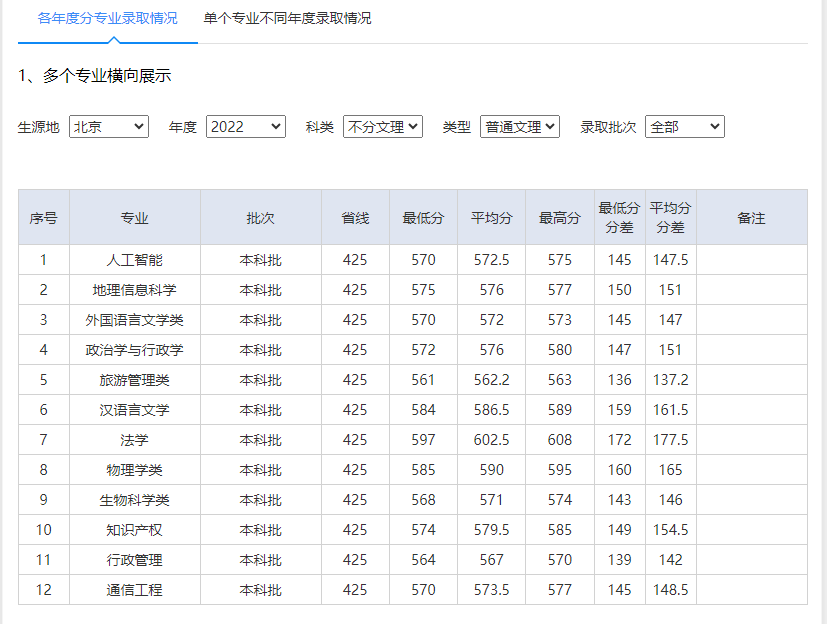 各年度分专业录取情况 单个专业不同年度录取情况
1、多个专业横向展示
生源地 北京 年度 2022 科类 不分文理 类型 普通文理 录取批次 全部
序号 专业 批次 省线 最低分 平均分 最高分 最低分分差 平均分分差 备注
1 人工智能 本科批 425 570 572.5 575 145 147.5
2 地理信息科学 本科批 425 575 576 577 150 151
3 外国语言文学类 本科批 425 570 572 573 145 147
4 政治学与行政学 本科批 425 572 576 580 147 151
5 旅游管理类 本科批 425 561 562.2 563 136 137.2
6 汉语言文学 本科批 425 584 586.5 589 159 161.5
7 法学 本科批 425 597 602.5 608 172 177.5
8 物理学类 本科批 425 585 590 595 160 165
9 生物科学类 本科批 425 568 571 574 143 146
10 知识产权 本科批 425 574 579.5 585 149 154.5
11 行政管理 本科批 425 564 567 570 139 142
12 通信工程 本科批 425 570 573.5 577 145 148.5